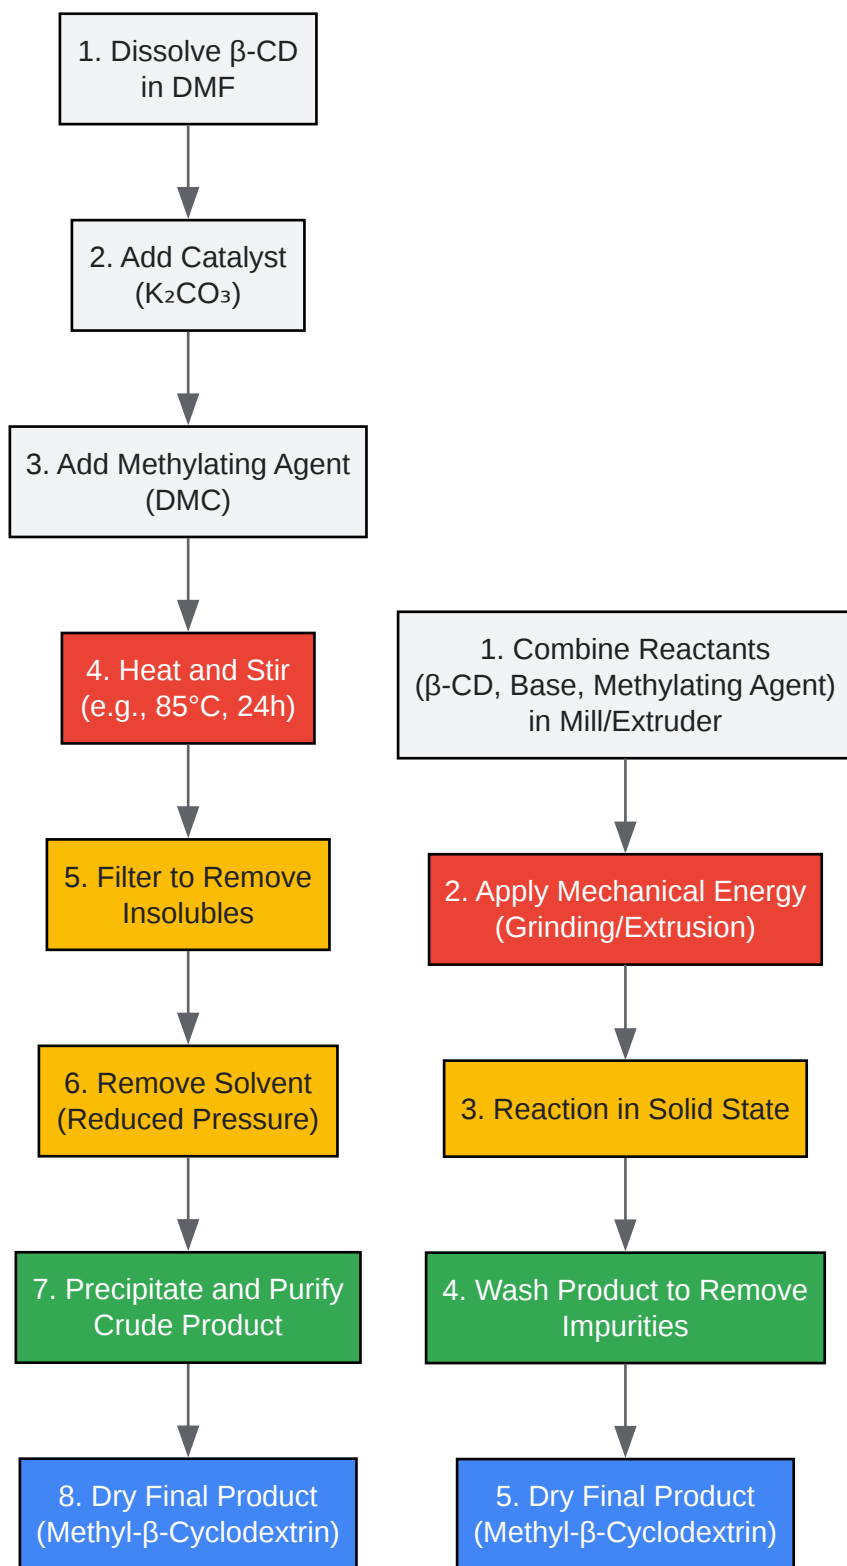 1. Dissolve β-CD
in DMF
2. Add Catalyst
(K₂CO₃)
3. Add Methylating Agent
(DMC)
4. Heat and Stir
(e.g., 85°C, 24h)
5. Filter to Remove
Insolubles
6. Remove Solvent
(Reduced Pressure)
7. Precipitate and Purify
Crude Product
8. Dry Final Product
(Methyl-β-Cyclodextrin)
1. Combine Reactants
(β-CD, Base, Methylating Agent)
in Mill/Extruder
2. Apply Mechanical Energy
(Grinding/Extrusion)
3. Reaction in Solid State
4. Wash Product to Remove
Impurities
5. Dry Final Product
(Methyl-β-Cyclodextrin)